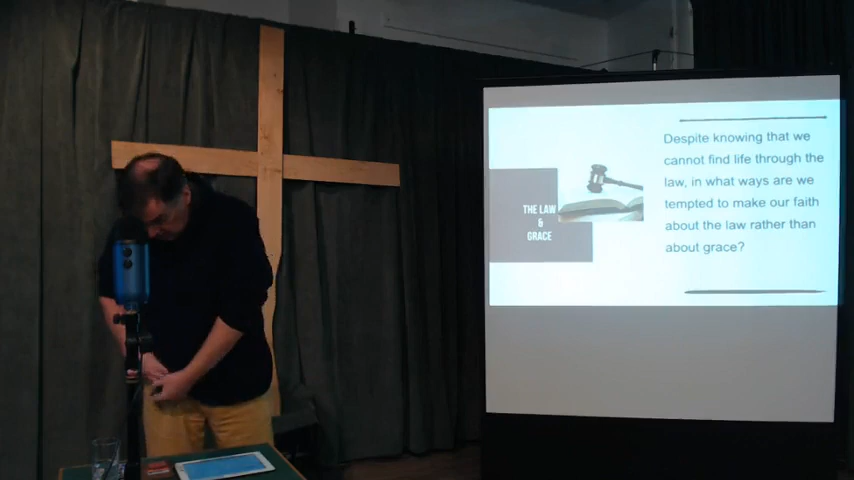 THE LAW
&
GRACE
Despite knowing that we
cannot find life through the
law, in what ways are we
tempted to make our faith
about the law rather than
about grace?